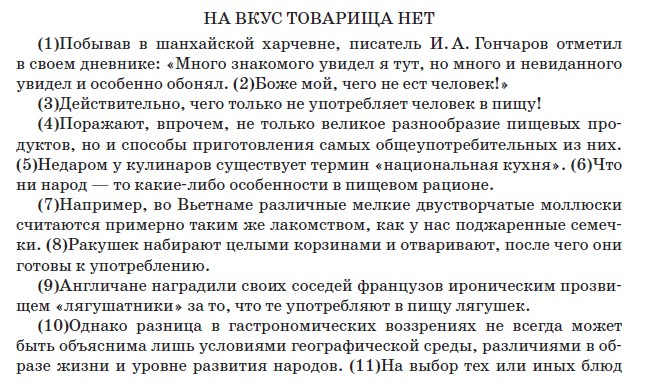 НА ВКУС ТОВАРИЩА НЕТ
(1)Побывав в шанхайской харчевне, писатель И. А. Гончаров отметил
в своем дневнике: «Много знакомого увидел я тут, но много и невиданного
увидел и особенно обонял. (2)Боже мой, чего не ест человек!»
(3)Действительно, чего только не употребляет человек в пищу!
(4)Поражают, впрочем, не только великое разнообразие пищевых про-
дуктов, но и способы приготовления самых общеупотребительных из них.
(5)Недаром у кулинаров существует термин «национальная кухня». (6)Что
ни народ — то какие-либо особенности в пищевом рационе.
(7)Например, во Вьетнаме различные мелкие двустворчатые моллюски
считаются примерно таким же лакомством, как у нас поджаренные семеч-
ки. (8)Ракушек набирают целыми корзинами и отваривают, после чего они
готовы к употреблению.
(9)Англичане наградили своих соседей французов ироническим прозви-
щем «лягушатники» за то, что те употребляют в пищу лягушек.
(10)Однако разница в гастрономических воззрениях не всегда может
быть объяснима лишь условиями географической среды, различиями в об-
разе жизни и уровне развития народов. (11)На выбор тех или иных блюд